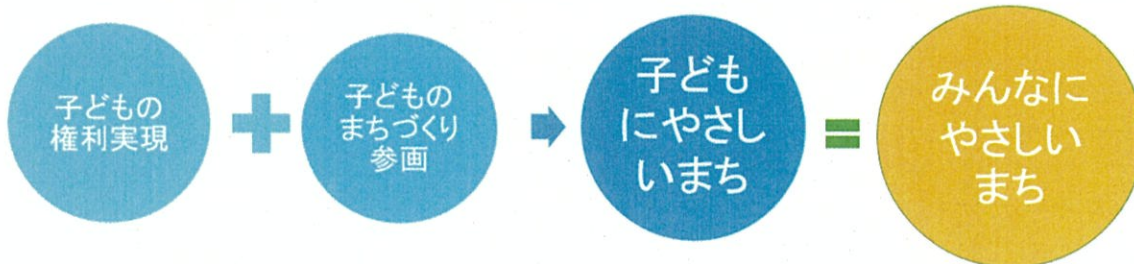 子どもの
権利実現
子どもの
まちづくり
参画
子ども
にやさし
いまち
みんなに
やさしい
まち